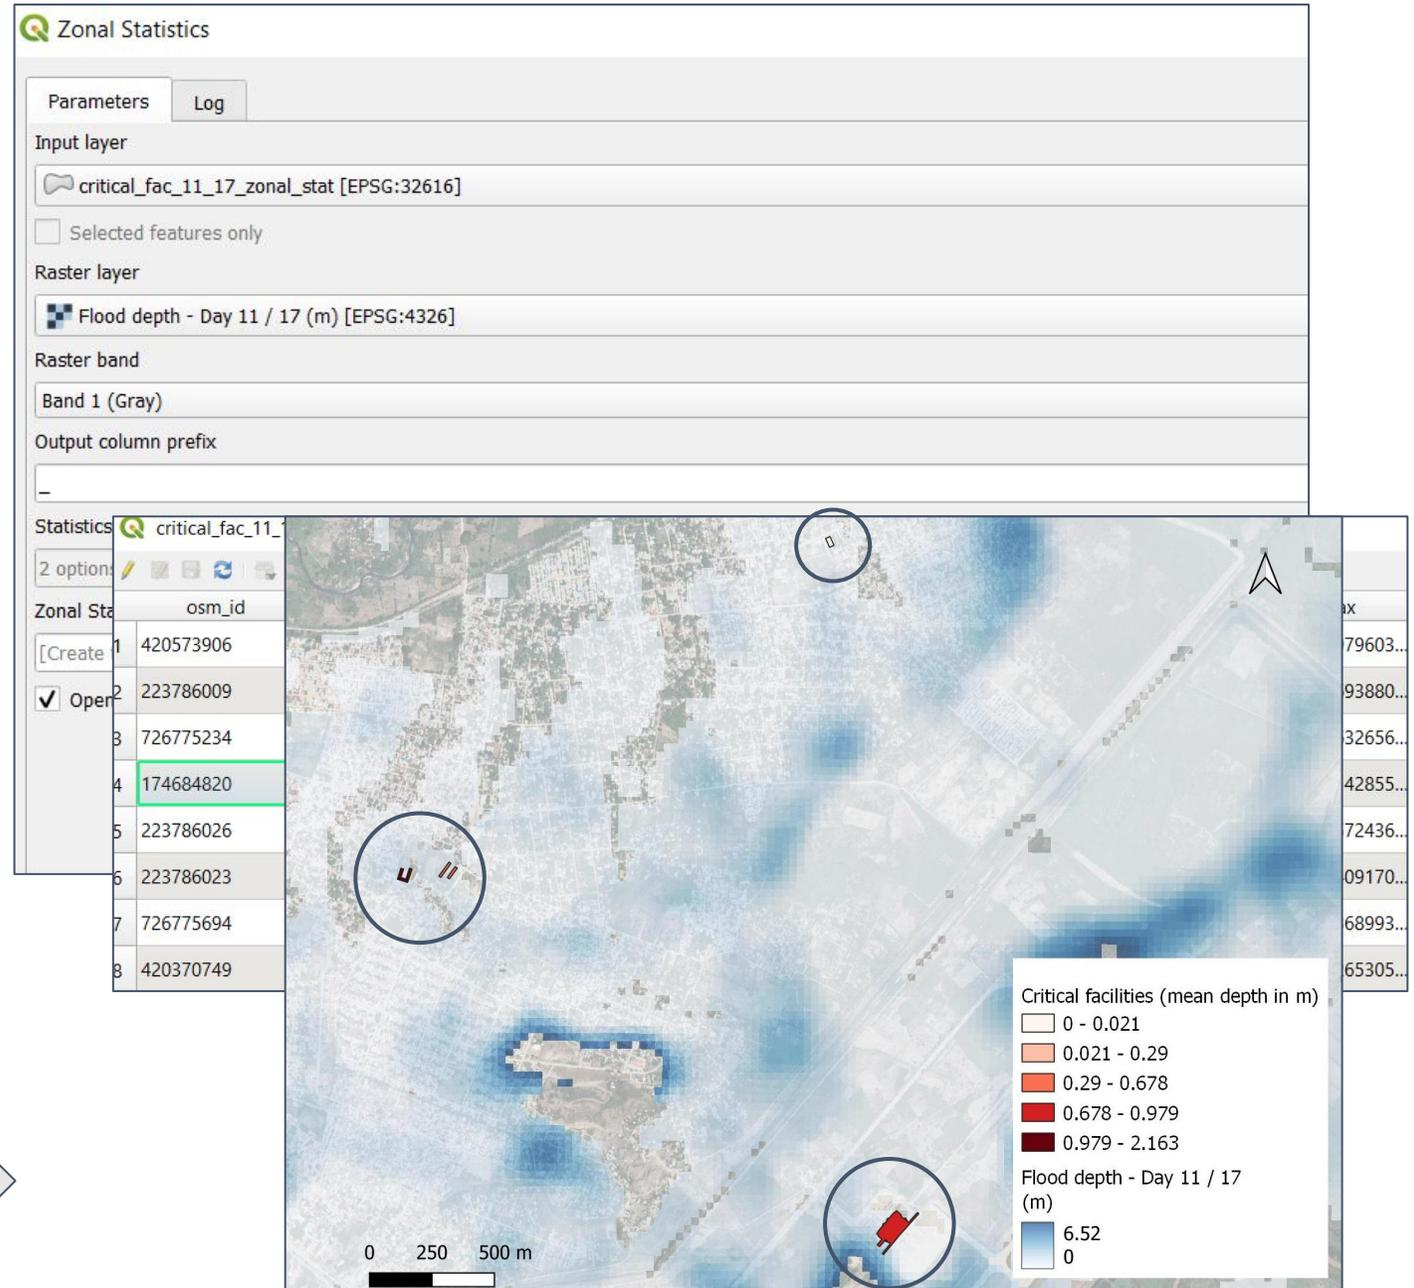 Zonal Statistics
Parameters
Log
Input layer
critical_fac_11_17_zonal_stat [EPSG:32616]
Selected features only
Raster layer
Flood depth - Day 11 / 17 (m) [EPSG:4326]
Raster band
Band 1 (Gray)
Output column prefix
_
Statistics
2 option
Zonal Sta
[Create
Open
critical_fac_11_
osm_id
1 420573906
2 223786009
3 726775234
4 174684820
5 223786026
6 223786023
7 726775694
8 420370749
ax
79603...
93880...
32656...
42855...
72436...
09170...
68993...
65305...
Critical facilities (mean depth in m)
0 - 0.021
0.021 - 0.29
0.29 - 0.678
0.678 - 0.979
0.979 - 2.163
Flood depth - Day 11 / 17
(m)
6.52
0
0 250 500 m